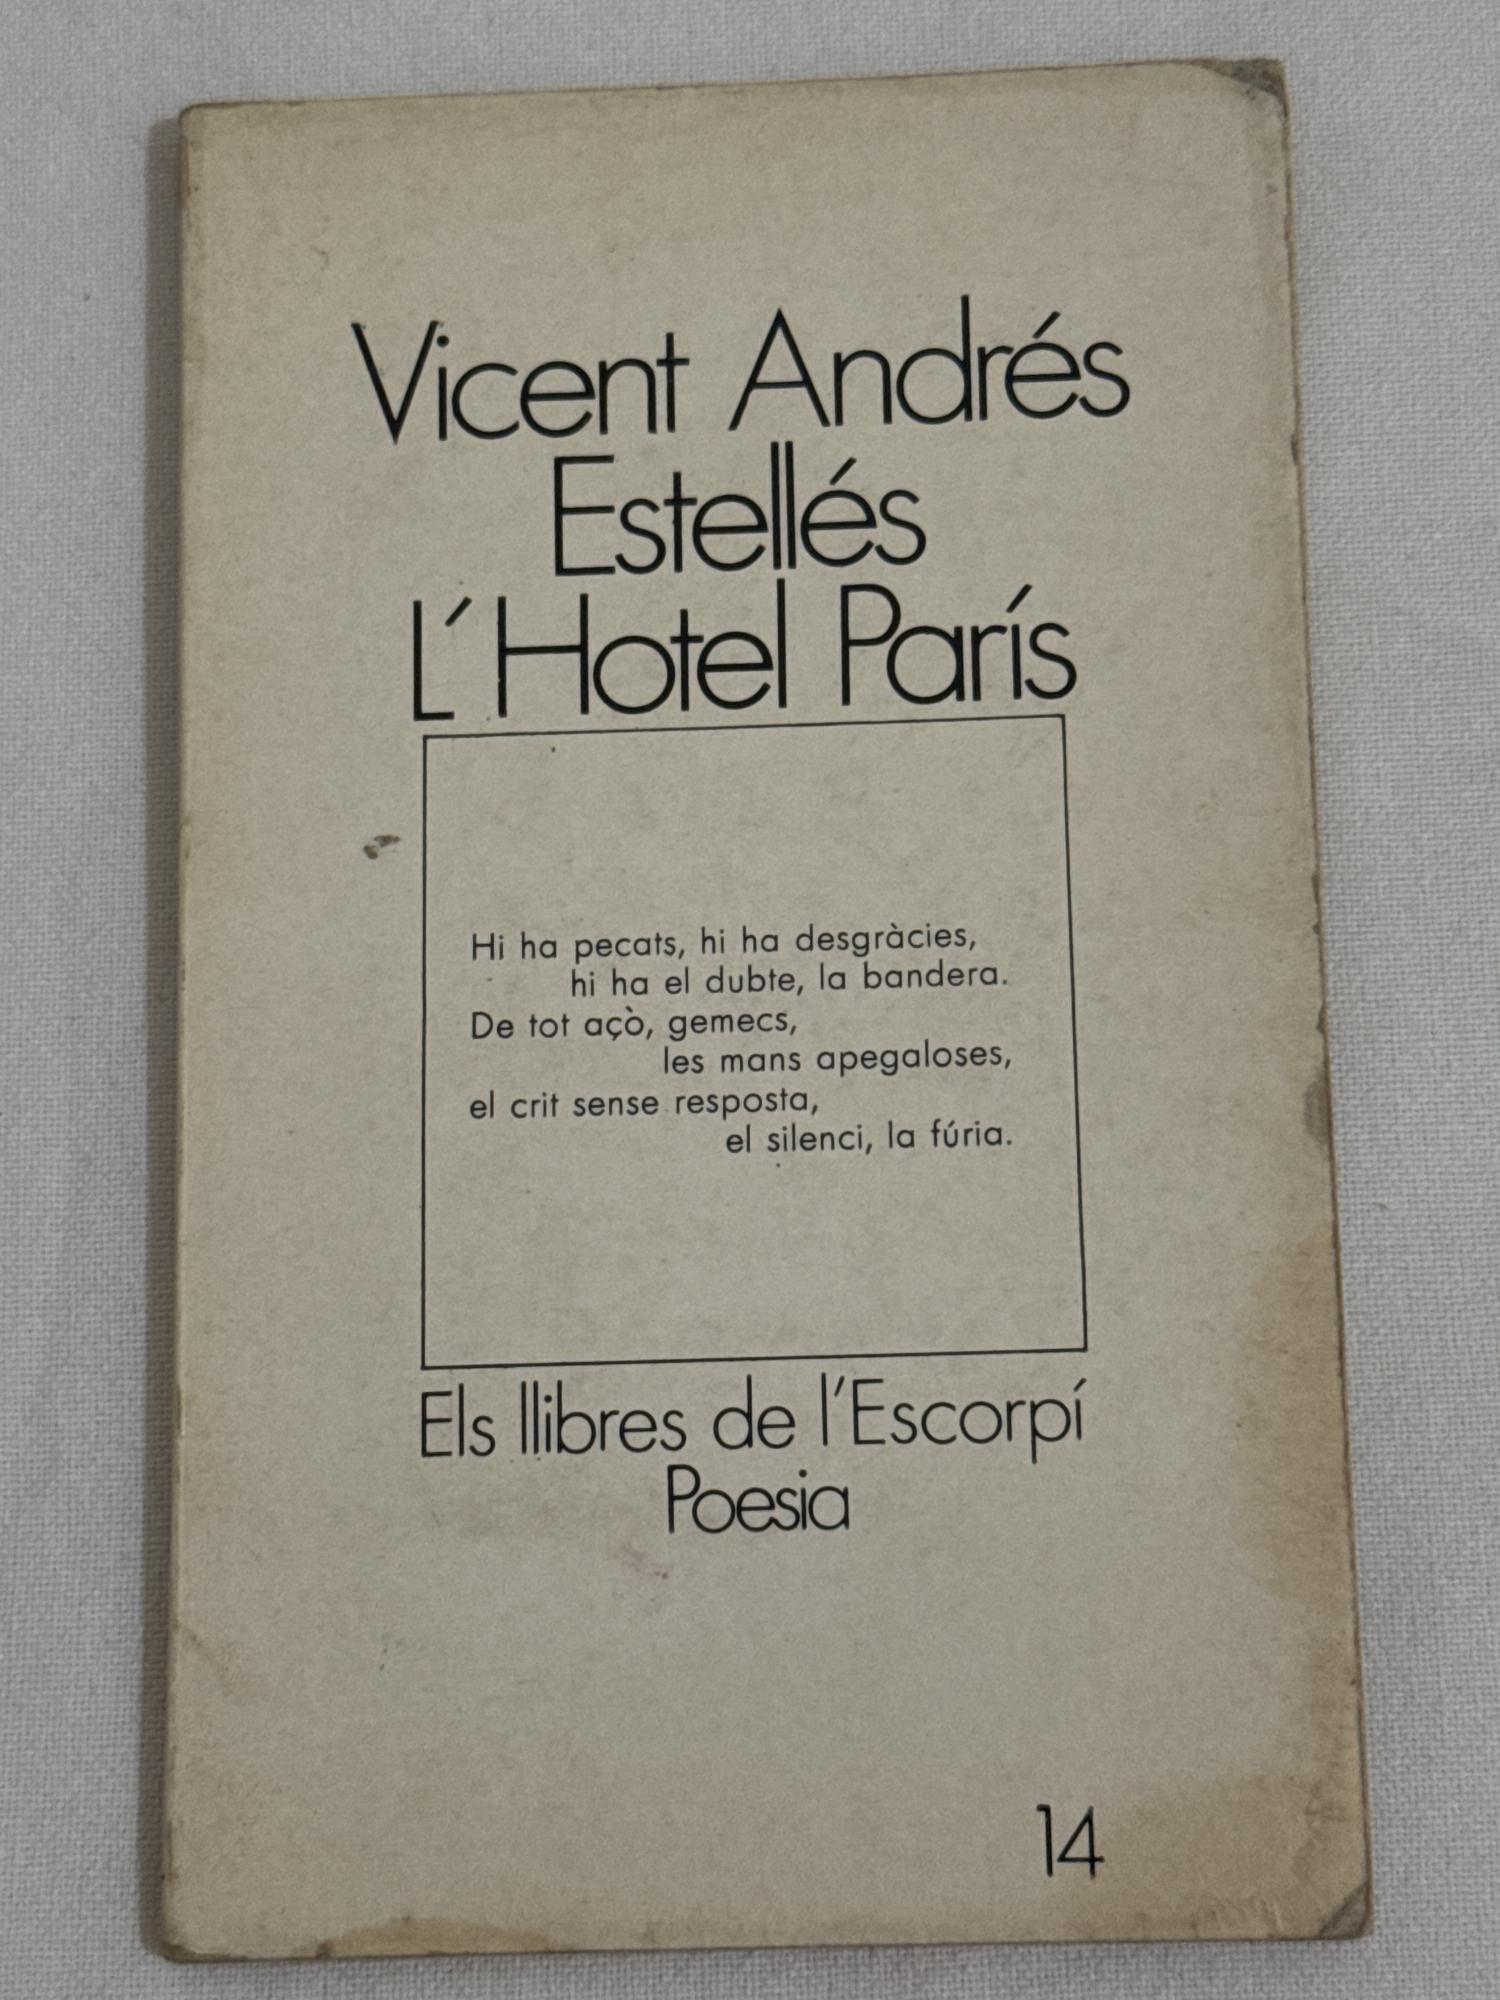 Vicent Andrés
Estellés
L'Hotel París
Hi ha pecats, hi ha desgràcies,
hi ha el dubte, la bandera.
De tot açò, gemecs,
les mans apegaloses,
el crit sense resposta,
el silenci, la fúria.
Els llibres de l'Escorpí
Poesia
14